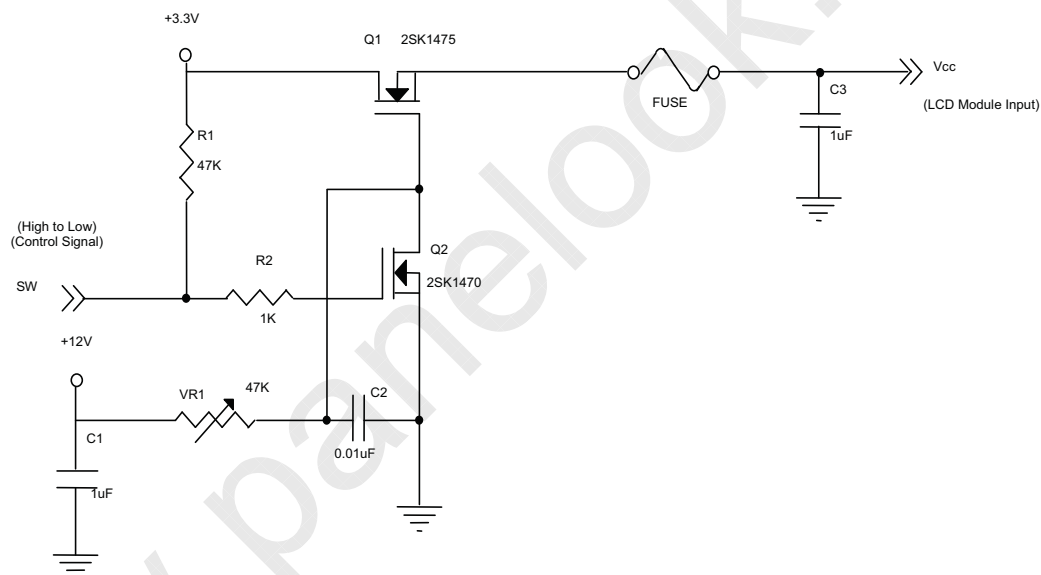 +3.3V
Q1 2SK1475
Vcc
FUSE
C3
(LCD Module Input)
1uF
R1
47K
(High to Low)
(Control Signal)
Q2
R2
2SK1470
SW
1K
+12V
VR1
47K
C2
C1
0.01uF
1uF
panelook.